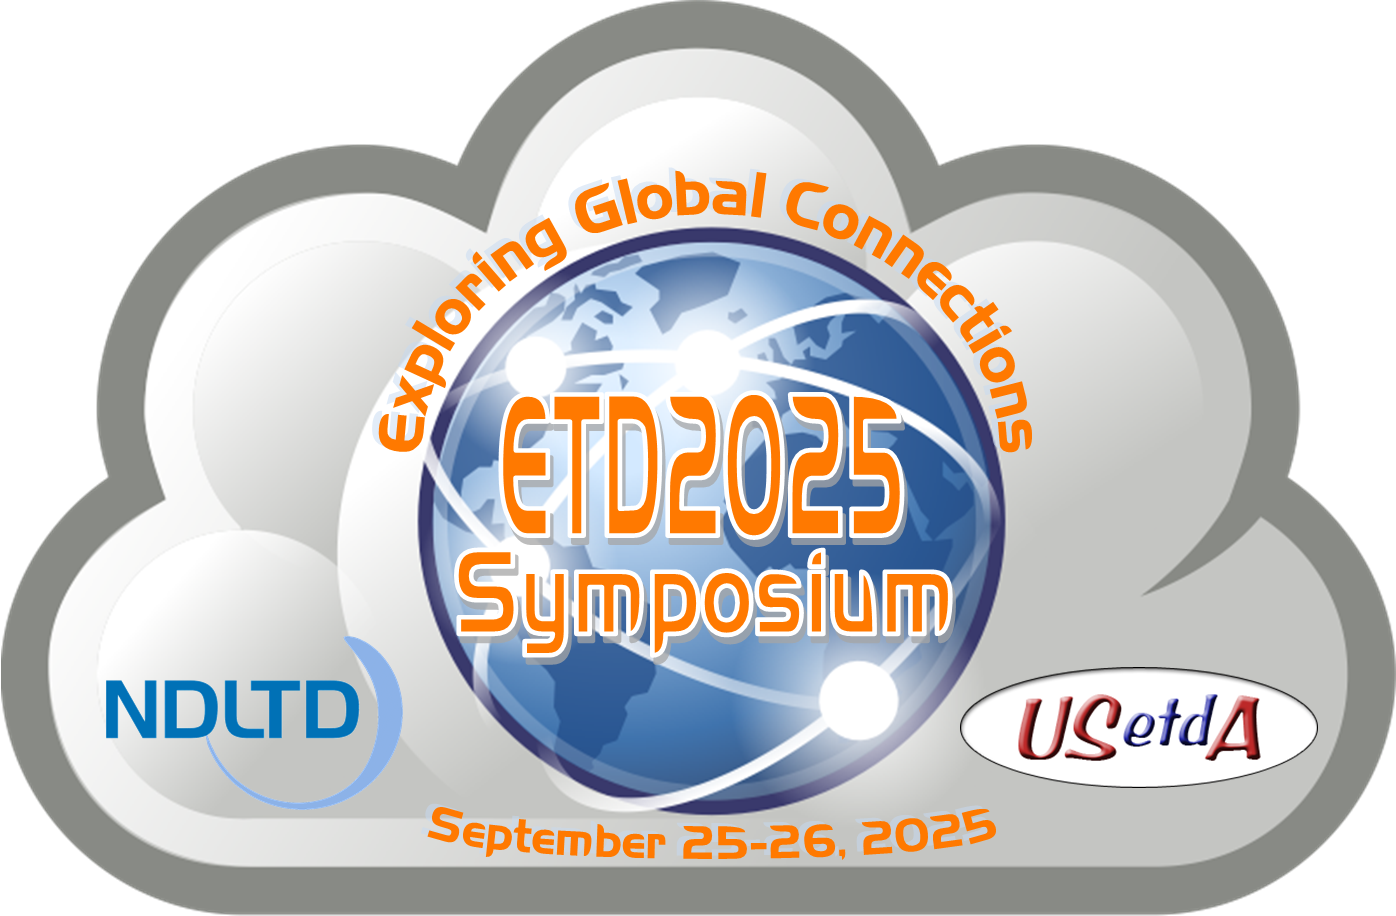 Exploring Global Connections
ETD2025
Symposium
NDLTD
USetdA
September 25-26, 2025